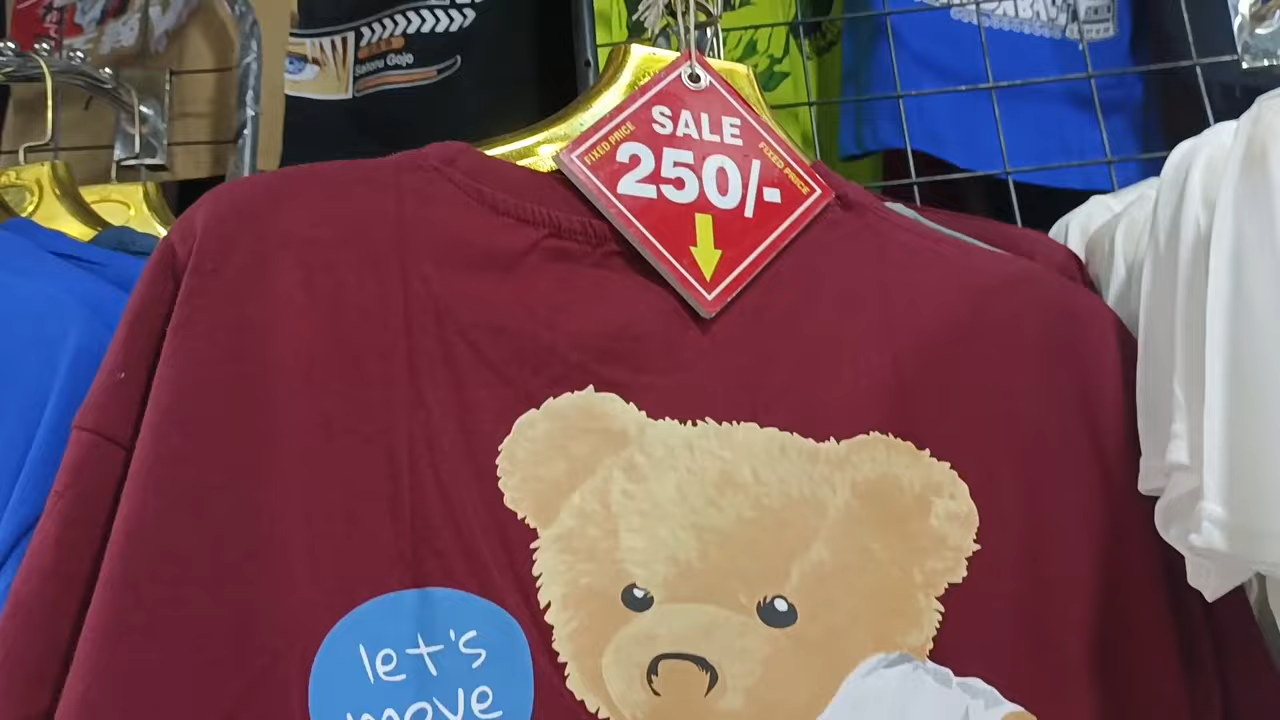 Satoru Gojo
SALE
FIXED PRICE
FIXED PRICE
250/-
let's
move